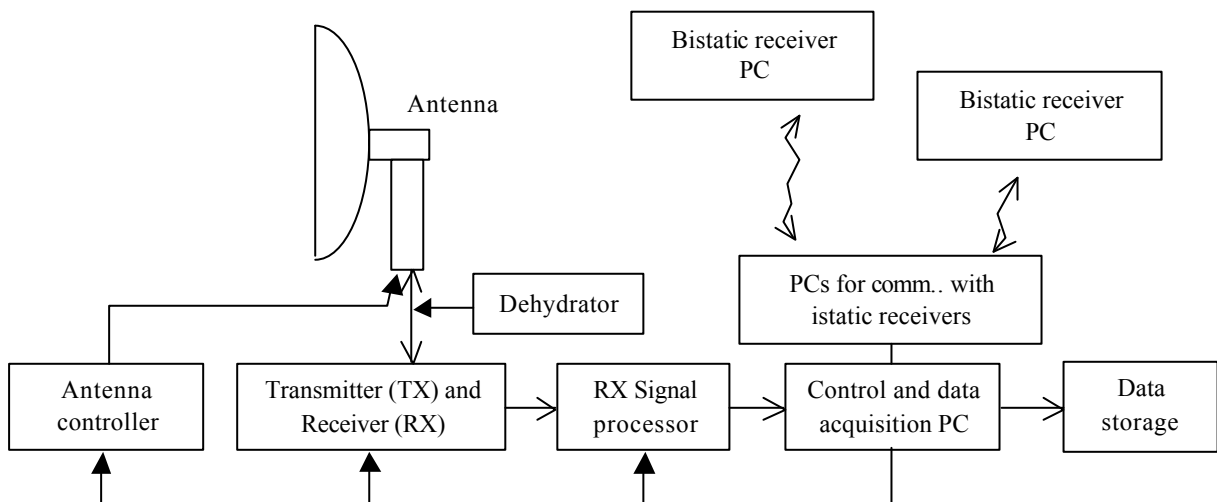 Bistatic receiver
PC
Bistatic receiver
PC
Antenna
PCs for comm.. with
istatic receivers
Dehydrator
Antenna
controller
Transmitter (TX) and
Receiver (RX)
RX Signal
processor
Control and data
acquisition PC
Data
storage